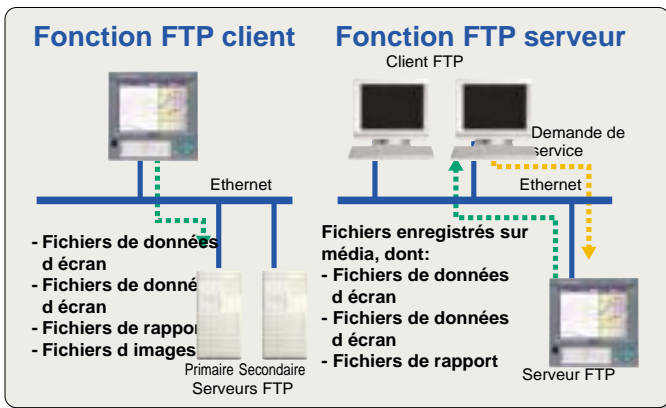 Fonction FTP client
Ethernet
- Fichiers de données
d écran
- Fichiers de donné
d écran
- Fichiers de rappor
- Fichiers d images
Primaire Secondaire
Serveurs FTP
Fonction FTP serveur
Client FTP
Demande de
service
Ethernet
Fichiers enregistrés sur
média, dont:
- Fichiers de données
d écran
- Fichiers de données
d écran
- Fichiers de rapport
Serveur FTP